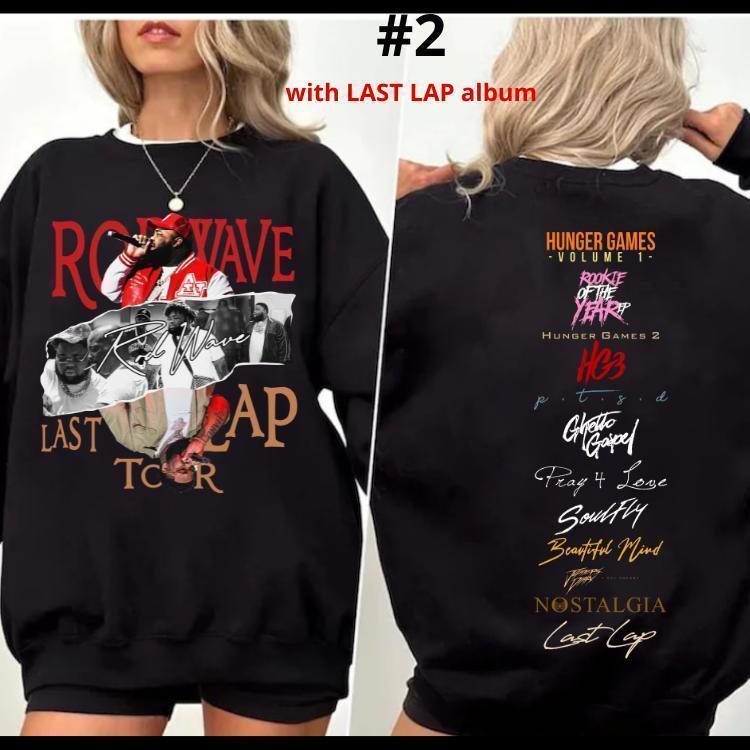 #2
with LAST LAP album
ROD WAVE
Rod Wave
LAST LAP
TOUR
HUNGER GAMES
- VOLUME 1 -
ROOKIE
OF THE
YEAR EP
HUNGER GAMES 2
HG3
p.t.s.d
Ghetto
Gospel
Pray 4 Love
SoulFly
Beautiful Mind
NOSTALGIA
Last Lap